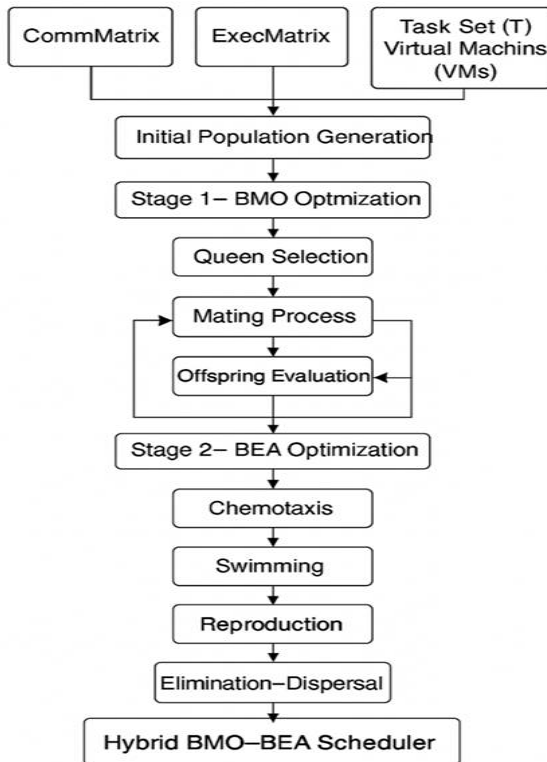 CommMatrix
ExecMatrix
Task Set (T)
Virtual Machins
(VMs)
Initial Population Generation
Stage 1– BMO Optmization
Queen Selection
Mating Process
Offspring Evaluation
Stage 2– BEA Optimization
Chemotaxis
Swimming
Reproduction
Elimination–Dispersal
Hybrid BMO–BEA Scheduler